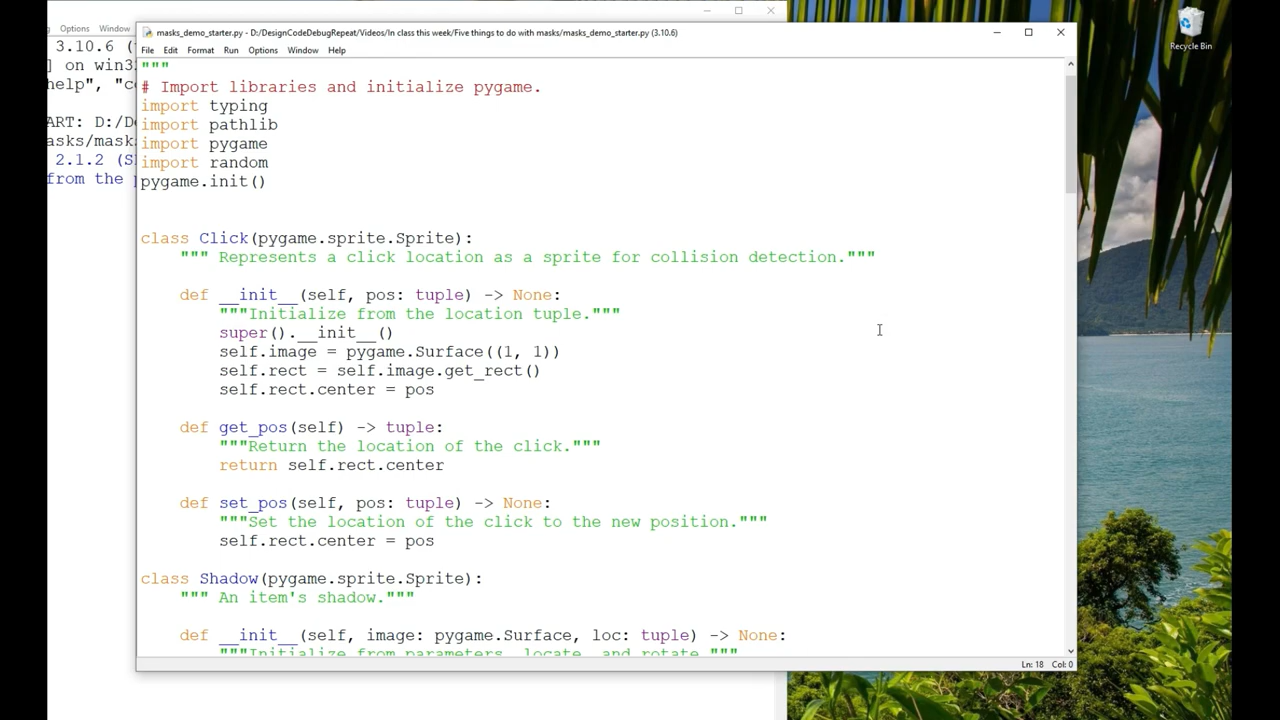 Options Window
3.10.6 (
] on win32
elp", "c
ART: D:/D
asks/mask
2.1.2 (S
from the
masks_demo_starter.py - D:/DesignCodeDebugRepeat/Videos/In class this week/Five things to do with masks/masks_demo_starter.py (3.10.6)
File Edit Format Run Options Window Help
"""
# Import libraries and initialize pygame.
import typing
import pathlib
import pygame
import random
pygame.init()
class Click(pygame.sprite.Sprite):
""" Represents a click location as a sprite for collision detection."""
def __init__(self, pos: tuple) -> None:
"""Initialize from the location tuple."""
super().__init__()
self.image = pygame.Surface((1, 1))
self.rect = self.image.get_rect()
self.rect.center = pos
def get_pos(self) -> tuple:
"""Return the location of the click."""
return self.rect.center
def set_pos(self, pos: tuple) -> None:
"""Set the location of the click to the new position."""
self.rect.center = pos
class Shadow(pygame.sprite.Sprite):
""" An item's shadow."""
def __init__(self, image: pygame.Surface, loc: tuple) -> None:
"""Initialize from parameters, locate, and rotate."""
Ln: 18 Col: 0
Recycle Bin